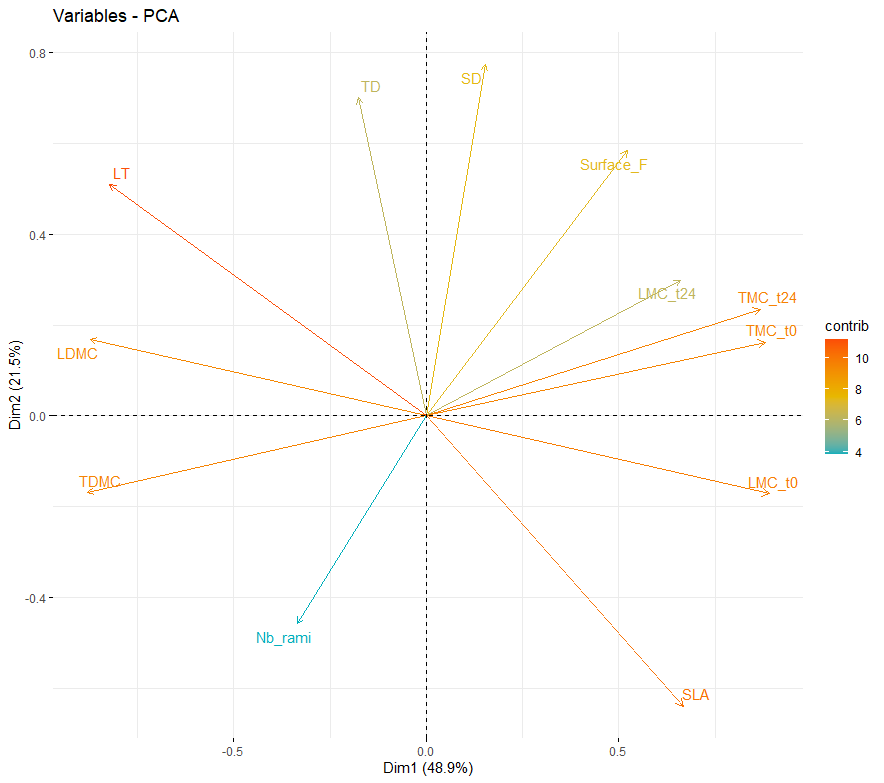 Variables - PCA
0.8
TD
SD
Surface_F
LT
0.4
LMC_t24
TMC_t24
TMC_t0
LDMC
0.0
TDMC
LMC_t0
-0.4
Nb_rami
SLA
-0.5
0.0
0.5
Dim1 (48.9%)
Dim2 (21.5%)
contrib
10
8
6
4